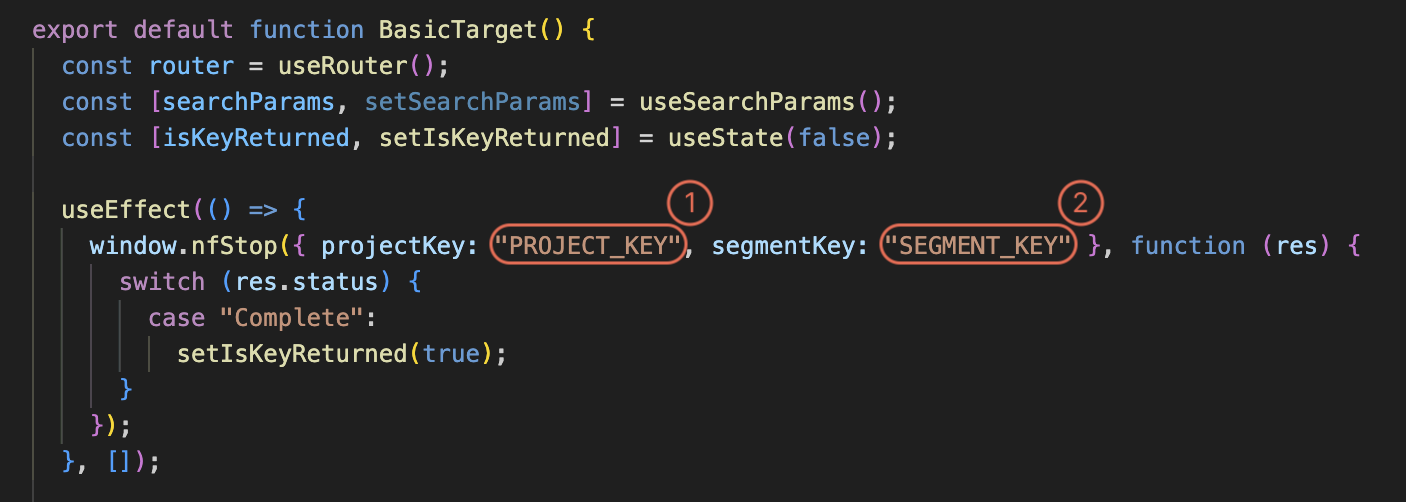 export default function BasicTarget() {
const router = useRouter();
const [searchParams, setSearchParams] = useSearchParams();
const [isKeyReturned, setIsKeyReturned] = useState(false);
1 2
useEffect(() => {
window.nfStop({ projectKey: "PROJECT_KEY", segmentKey: "SEGMENT_KEY" }, function (res) {
switch (res.status) {
case "Complete":
setIsKeyReturned(true);
}
});
}, []);